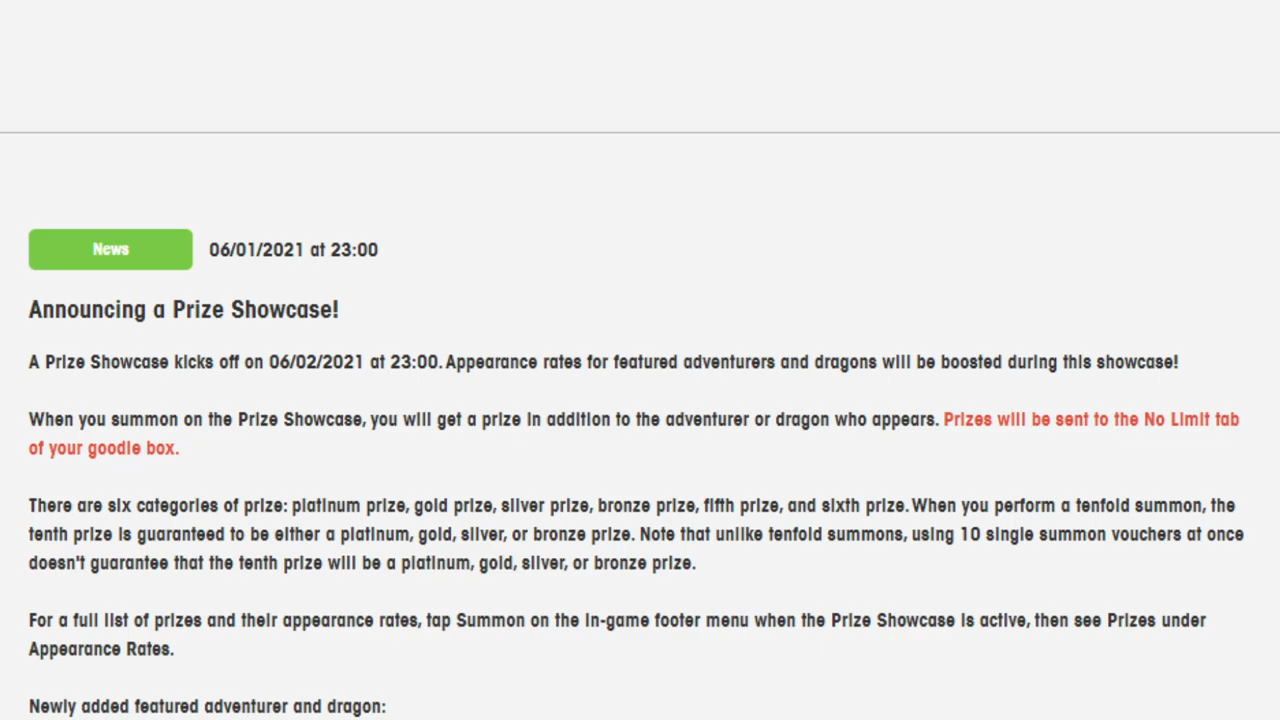 News
06/01/2021 at 23:00
Announcing a Prize Showcase!
A Prize Showcase kicks off on 06/02/2021 at 23:00. Appearance rates for featured adventurers and dragons will be boosted during this showcase!
When you summon on the Prize Showcase, you will get a prize in addition to the adventurer or dragon who appears. Prizes will be sent to the No Limit tab
of your goodie box.
There are six categories of prize: platinum prize, gold prize, silver prize, bronze prize, fifth prize, and sixth prize. When you perform a tenfold summon, the
tenth prize is guaranteed to be either a platinum, gold, silver, or bronze prize. Note that unlike tenfold summons, using 10 single summon vouchers at once
doesn't guarantee that the tenth prize will be a platinum, gold, silver, or bronze prize.
For a full list of prizes and their appearance rates, tap Summon on the in-game footer menu when the Prize Showcase is active, then see Prizes under
Appearance Rates.
Newly added featured adventurer and dragon: